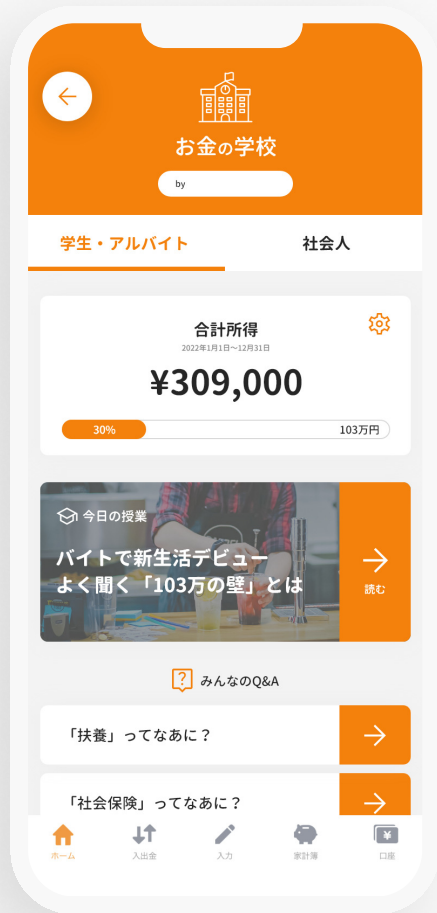 お金の学校
by
学生・アルバイト
社会人
合計所得
2022年1月1日〜12月31日
¥309,000
30%
103万円
今日の授業
バイトで新生活デビュー
よく聞く「103万の壁」とは
読む
みんなのQ&A
「扶養」ってなあに？
「社会保険」ってなあに？
ホーム
入出金
入力
家計簿
口座